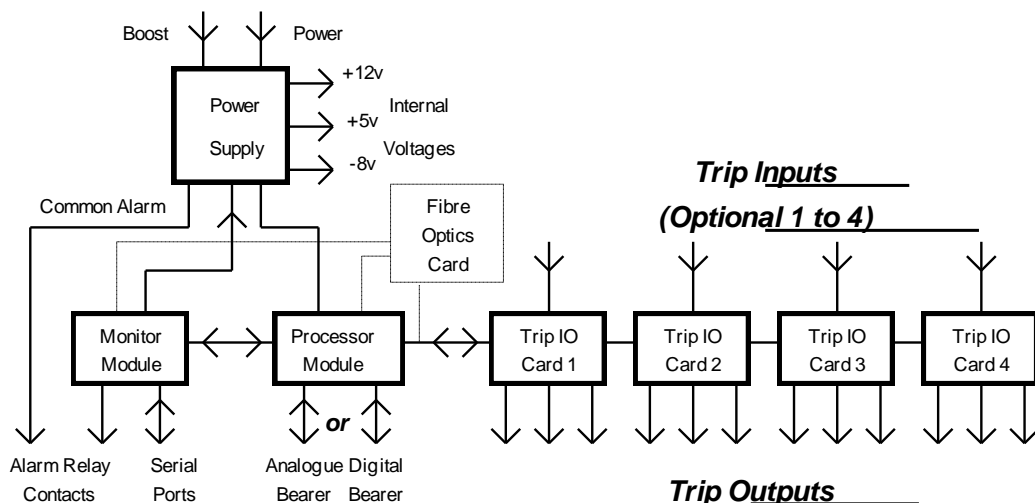 Boost
Power
+12v
Power
Supply
+5v
Internal
-8v
Voltages
Trip Inputs
(Optional 1 to 4)
Common Alarm
Fibre
Optics
Card
Monitor
Module
Processor
Module
Trip IO
Card 1
Trip IO
Card 2
Trip IO
Card 3
Trip IO
Card 4
or
Alarm Relay
Contacts
Serial
Ports
Analogue
Bearer
Digital
Bearer
Trip Outputs